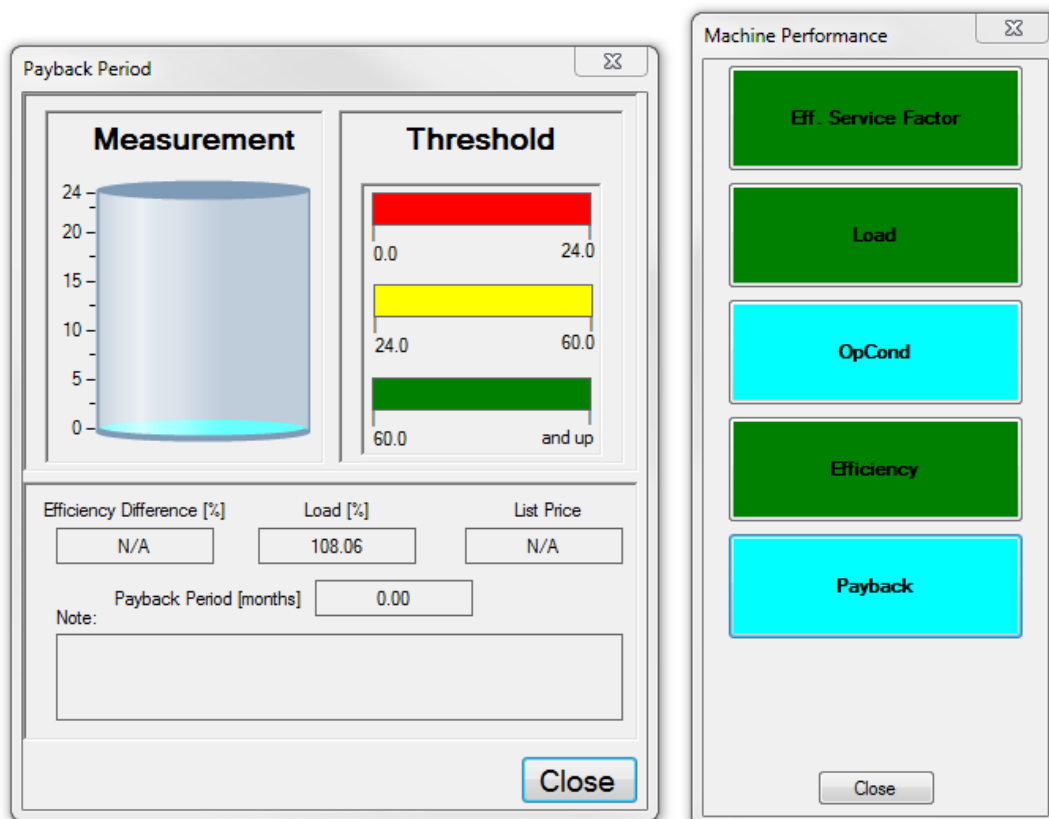 Payback Period
Measurement
24
20
15
10
5
0
Threshold
0.0 24.0
24.0 60.0
60.0 and up
Efficiency Difference [%] Load [%] List Price
N/A 108.06 N/A
Payback Period [months] 0.00
Note:
Close
Machine Performance
Eff. Service Factor
Load
OpCond
Efficiency
Payback
Close